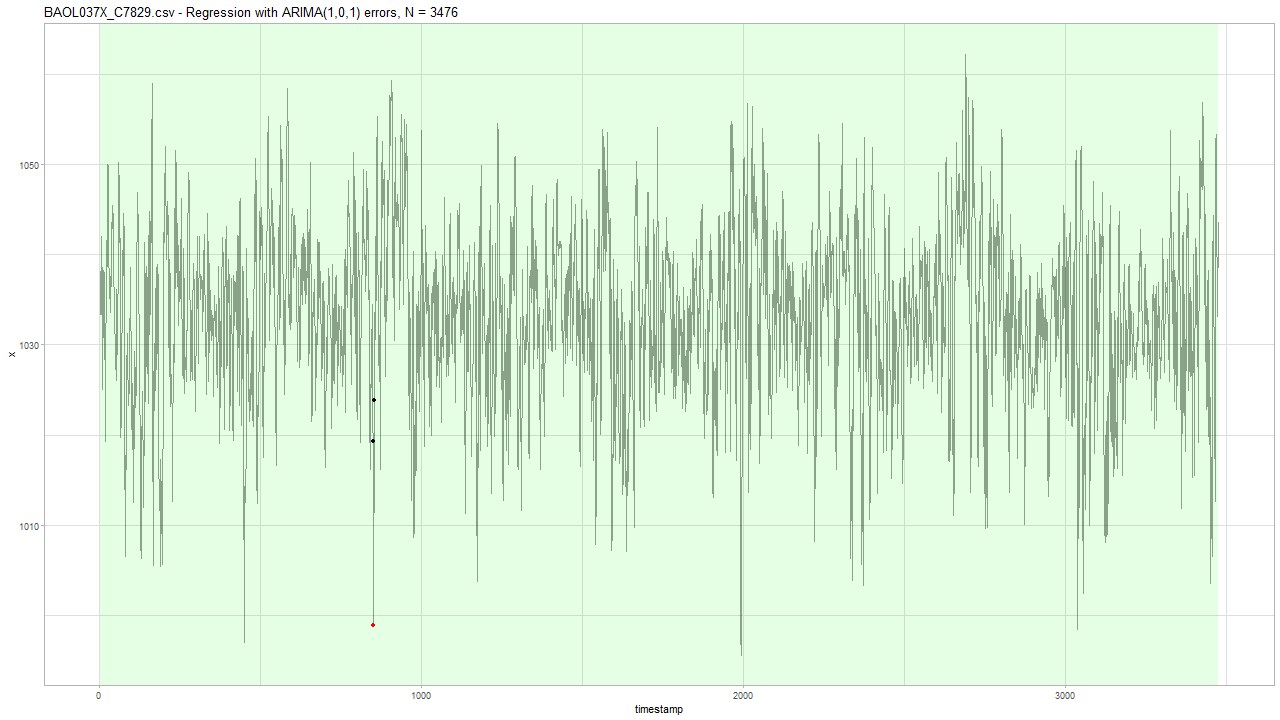 BAOL037X_C7829.csv - Regression with ARIMA(1,0,1) errors, N = 3476
1050
1030
x
1010
0
1000
2000
3000
timestamp